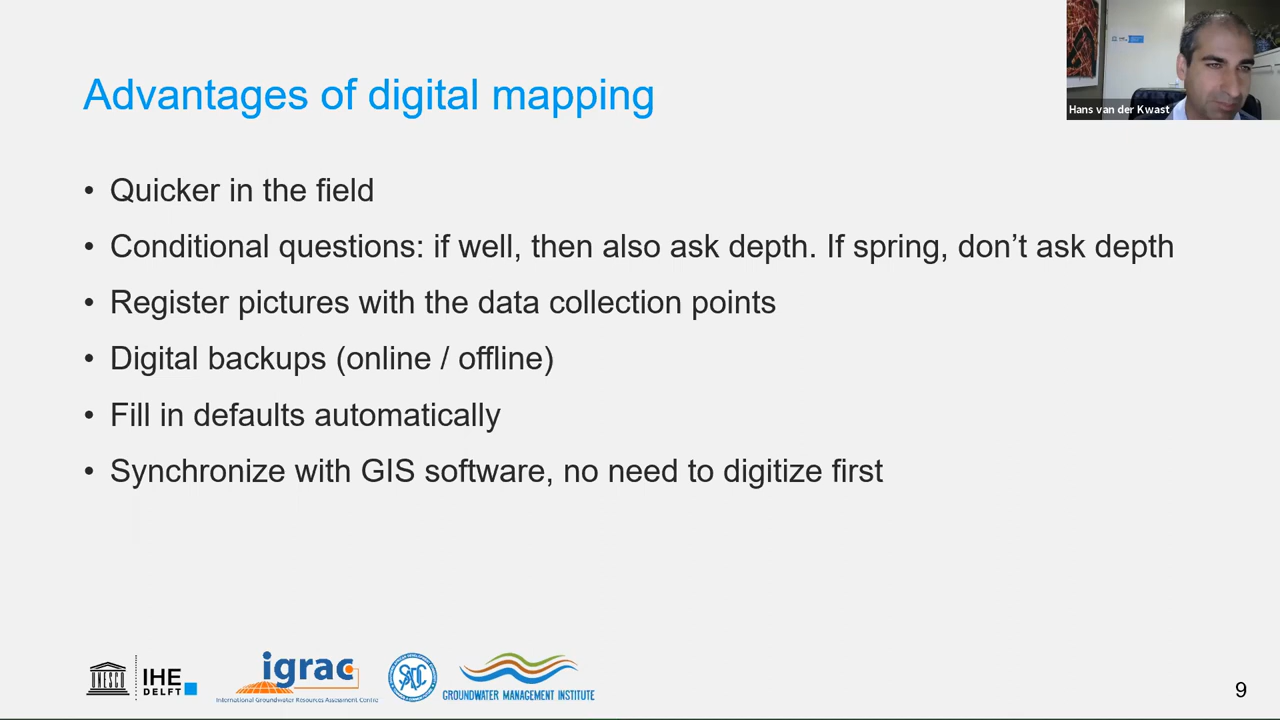 Advantages of digital mapping
Hans van der Kwast
• Quicker in the field
• Conditional questions: if well, then also ask depth. If spring, don’t ask depth
• Register pictures with the data collection points
• Digital backups (online / offline)
• Fill in defaults automatically
• Synchronize with GIS software, no need to digitize first
UNESCO
IHE
DELFT
igrac
International Groundwater Resources Assessment Centre
GROUNDWATER MANAGEMENT INSTITUTE
9